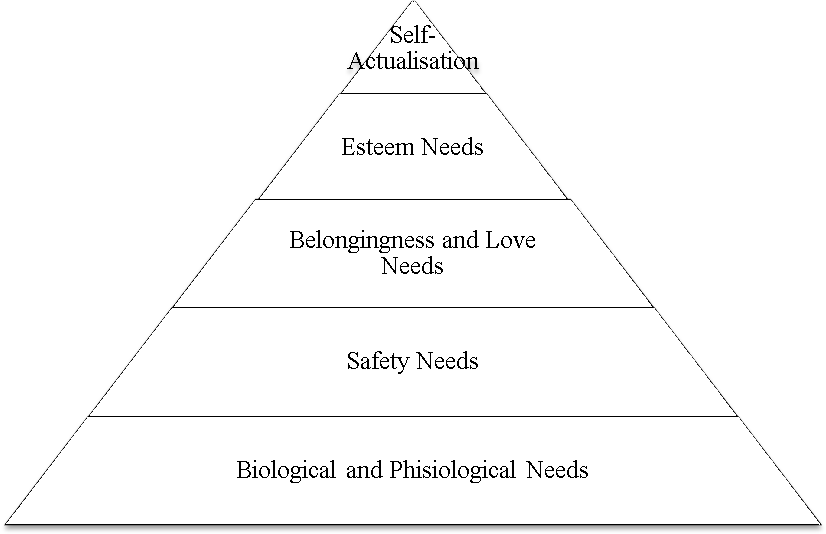 Self-
Actualisation
Esteem Needs
Belongingness and Love
Needs
Safety Needs
Biological and Phisiological Needs